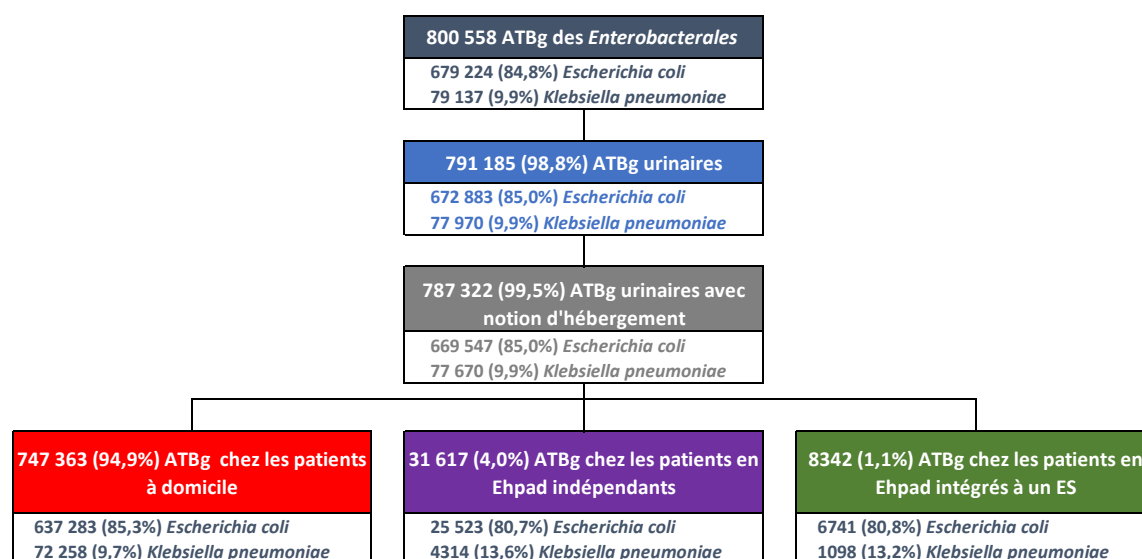 800 558 ATBg des Enterobacterales
679 224 (84,8%) Escherichia coli
79 137 (9,9%) Klebsiella pneumoniae
791 185 (98,8%) ATBg urinaires
672 883 (85,0%) Escherichia coli
77 970 (9,9%) Klebsiella pneumoniae
787 322 (99,5%) ATBg urinaires avec
notion d'hébergement
669 547 (85,0%) Escherichia coli
77 670 (9,9%) Klebsiella pneumoniae
747 363 (94,9%) ATBg chez les patients
à domicile
637 283 (85,3%) Escherichia coli
72 258 (9,7%) Klebsiella pneumoniae
31 617 (4,0%) ATBg chez les patients en
Ehpad indépendants
25 523 (80,7%) Escherichia coli
4314 (13,6%) Klebsiella pneumoniae
8342 (1,1%) ATBg chez les patients en
Ehpad intégrés à un ES
6741 (80,8%) Escherichia coli
1098 (13,2%) Klebsiella pneumoniae